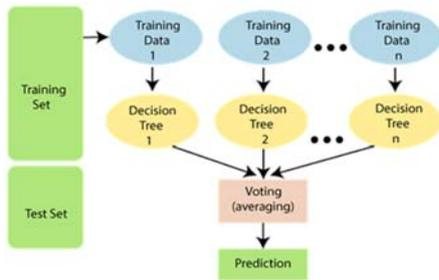 Training
Set
Training
Data
1
Training
Data
2
Training
Data
n
Decision
Tree
1
Decision
Tree
2
Decision
Tree
n
Test Set
Voting
(averaging)
Prediction